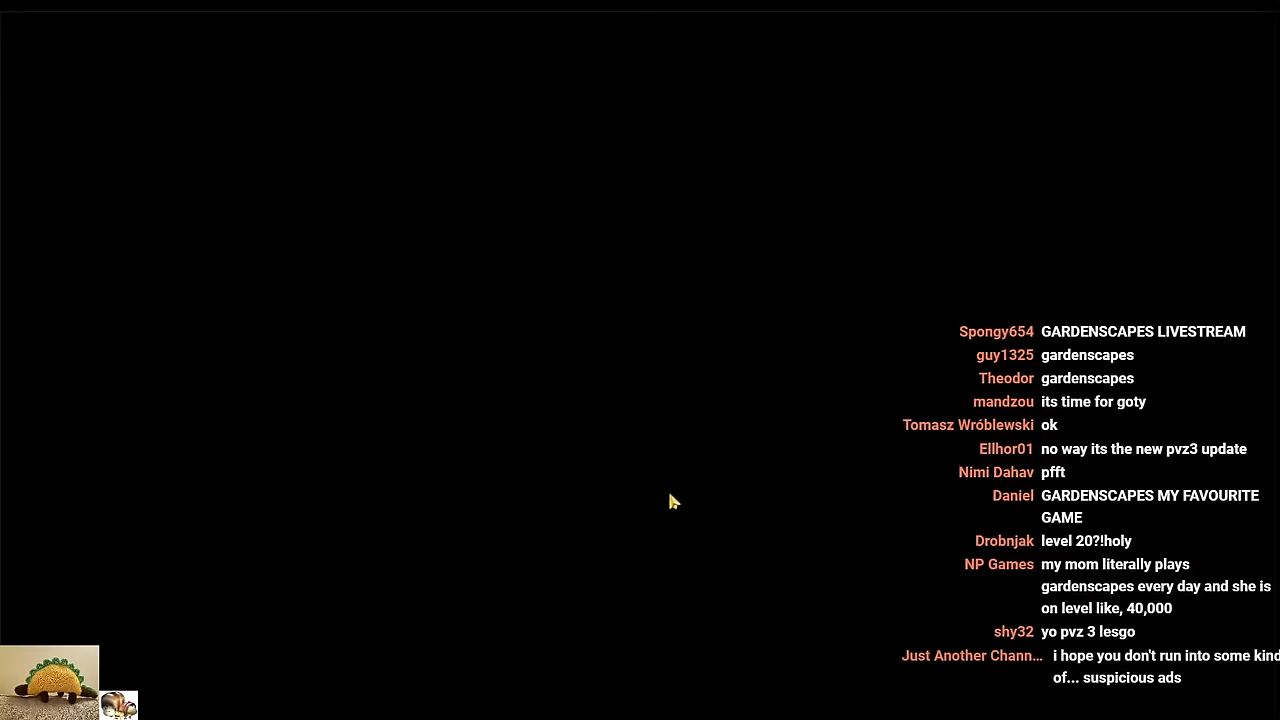 Spongy654 GARDENSCAPES LIVESTREAM
guy1325 gardenscapes
Theodor gardenscapes
mandzou its time for goty
Tomasz Wróblewski ok
Ellhor01 no way its the new pvz3 update
Nimi Dahav pfft
Daniel GARDENSCAPES MY FAVOURITE
GAME
Drobnjak level 20?!holy
NP Games my mom literally plays
gardenscapes every day and she is
on level like, 40,000
shy32 yo pvz 3 lesgo
Just Another Chann... i hope you don't run into some kind
of... suspicious ads